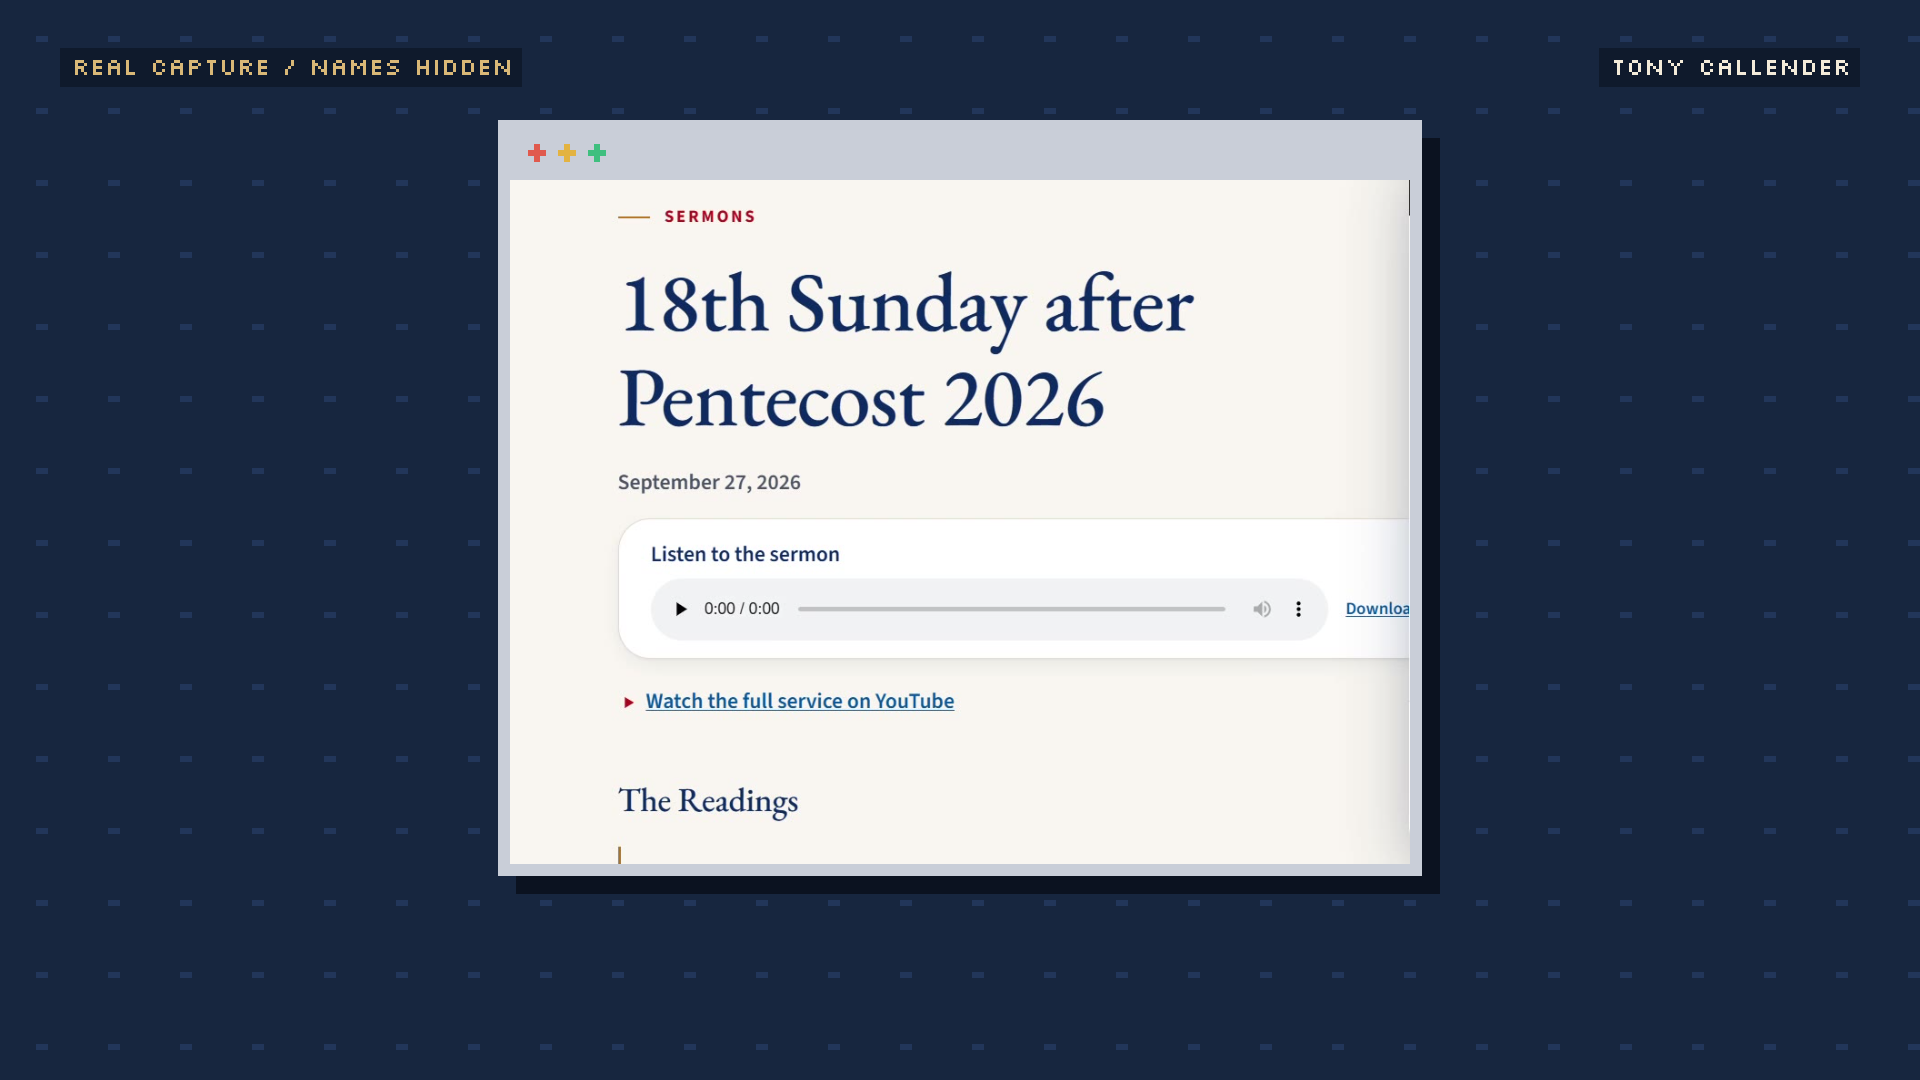 REAL CAPTURE / NAMES HIDDEN
TONY CALLENDER
SERMONS
18th Sunday after
Pentecost 2026
September 27, 2026
Listen to the sermon
0:00 / 0:00
Downloa
Watch the full service on YouTube
The Readings